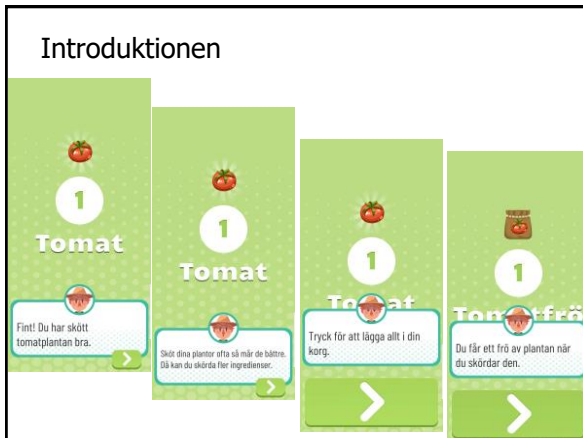 Introduktionen
1
Tomat
Fint! Du har skött
tomatplantan bra.
1
Tomat
Sköt dina plantor ofta så mår de bättre.
Då kan du skörda fler ingredienser.
1
Tomat
Tryck för att lägga allt i din
korg.
1
Tomatfrö
Du får ett frö av plantan när
du skördar den.